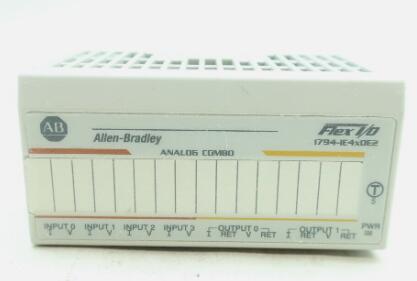 AB Allen-Bradley
Flex I/O
1794-IE4XOE2
ANALOG COMBO
INPUT 0 INPUT 1 INPUT 2 INPUT 3 OUTPUT 0 OUTPUT 1 PWR
I V I V I V I V I RET V RET I RET V RET
T
S